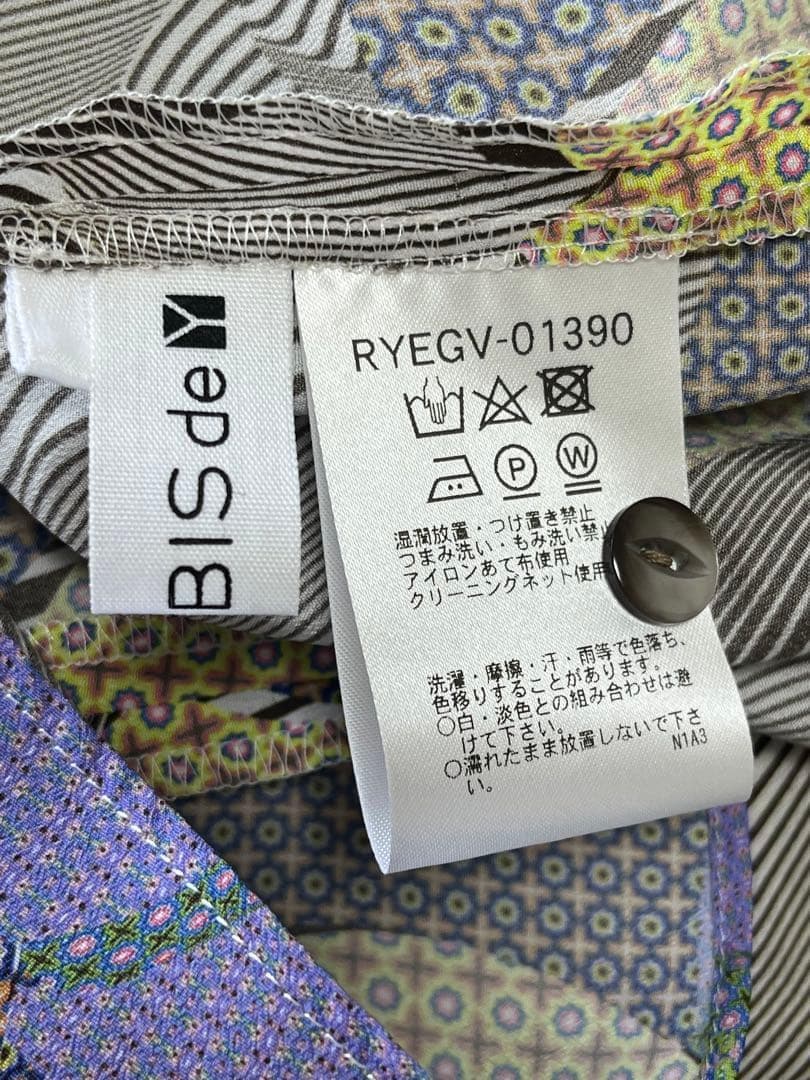 BIS de Y
RYEGV-01390
P
W
湿潤放置・つけ置き禁止
つまみ洗い・もみ洗い禁止
アイロンあて布使用
クリーニングネット使用
洗濯・摩擦・汗・雨等で色落ち、
色移りすることがあります。
○白・淡色との組み合わせは避
けて下さい。
○濡れたまま放置しないで下さ
い。
N1A3